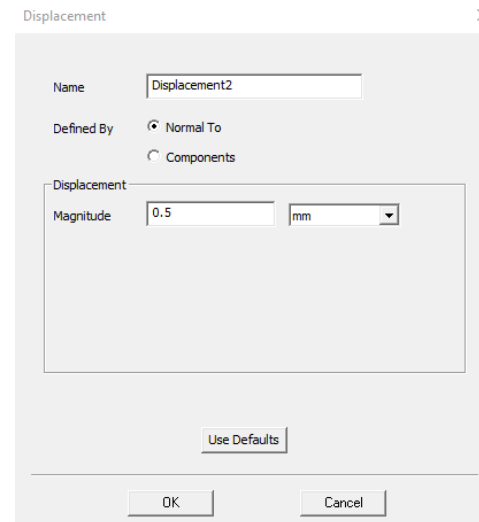 Displacement
Name Displacement2
Defined By Normal To
Components
Displacement
Magnitude 0.5 mm
Use Defaults
OK Cancel